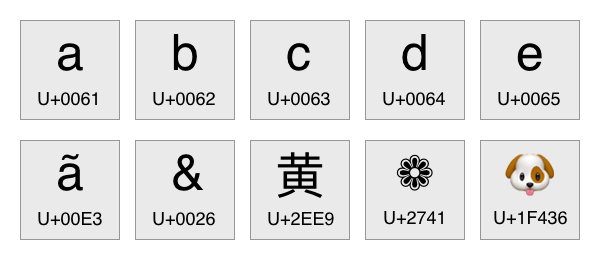 a b c d e
U+0061 U+0062 U+0063 U+0064 U+0065
ã & ⻩ ❁ 🐶
U+00E3 U+0026 U+2EE9 U+2741 U+1F436